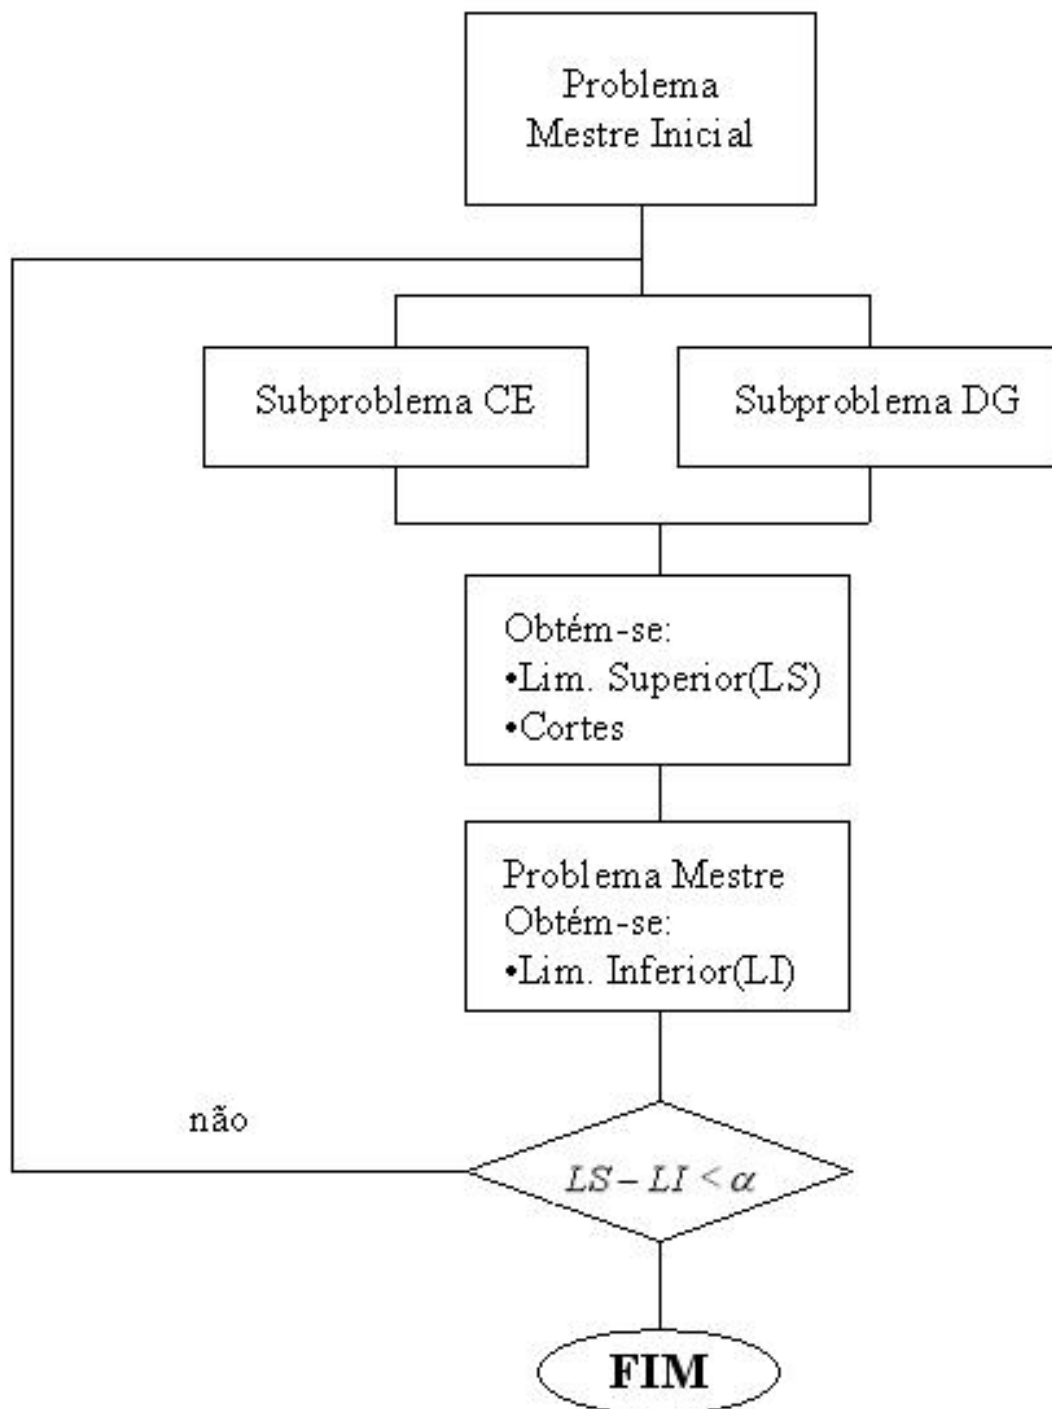 Problema
Mestre Inicial
Subproblema CE
Subproblema DG
Obtém-se:
•Lim. Superior(LS)
•Cortes
Problema Mestre
Obtém-se:
•Lim. Inferior(LI)
não
LS – LI < α
FIM